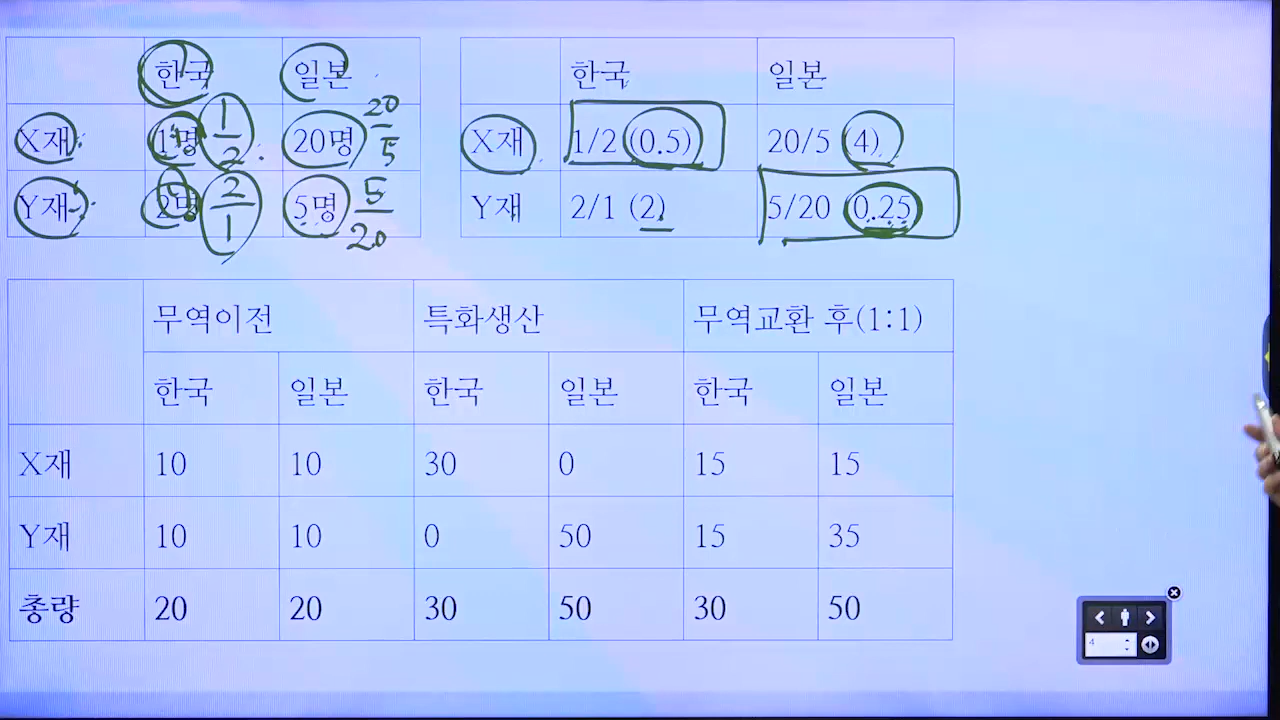 한국 일본
X재 1명 1/2 20명 20/5
Y재 2명 2/1 5명 5/20
한국 일본
X재 1/2 (0.5) 20/5 (4)
Y재 2/1 (2) 5/20 (0.25)
무역이전 특화생산 무역교환 후(1:1)
한국 일본 한국 일본 한국 일본
X재 10 10 30 0 15 15
Y재 10 10 0 50 15 35
총량 20 20 30 50 30 50
4